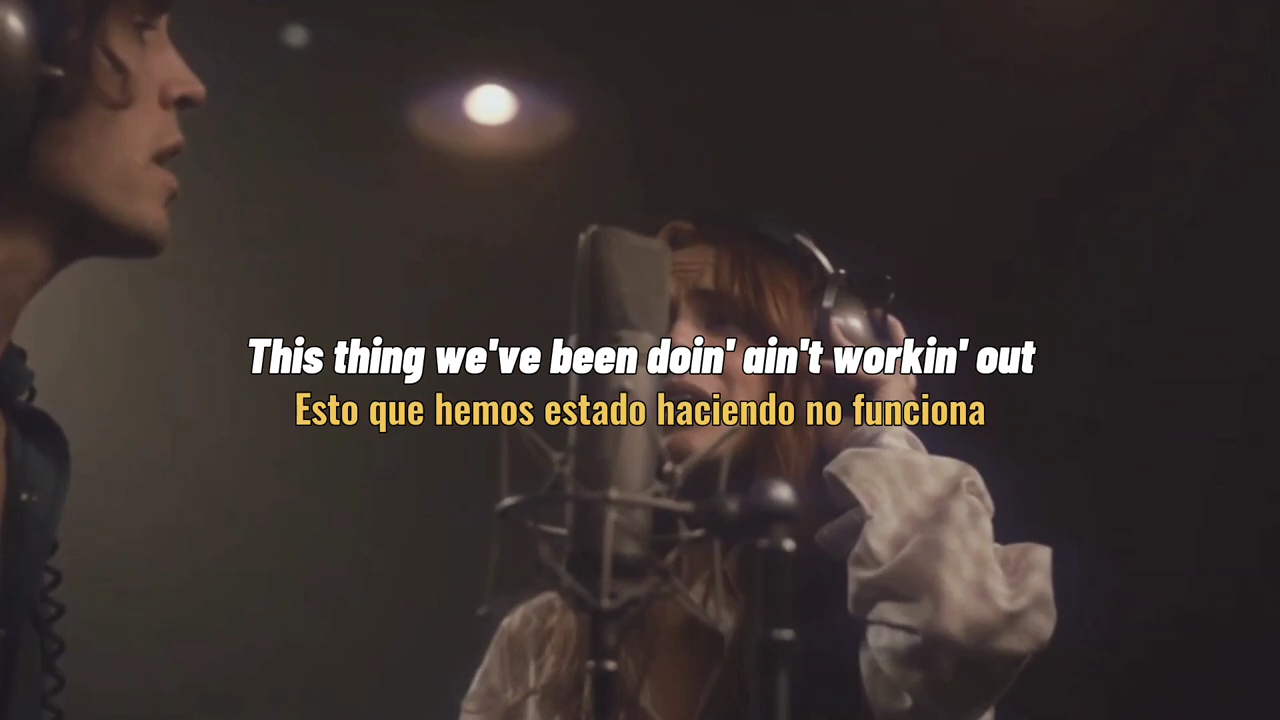 This thing we've been doin' ain't workin' out
Esto que hemos estado haciendo no funciona